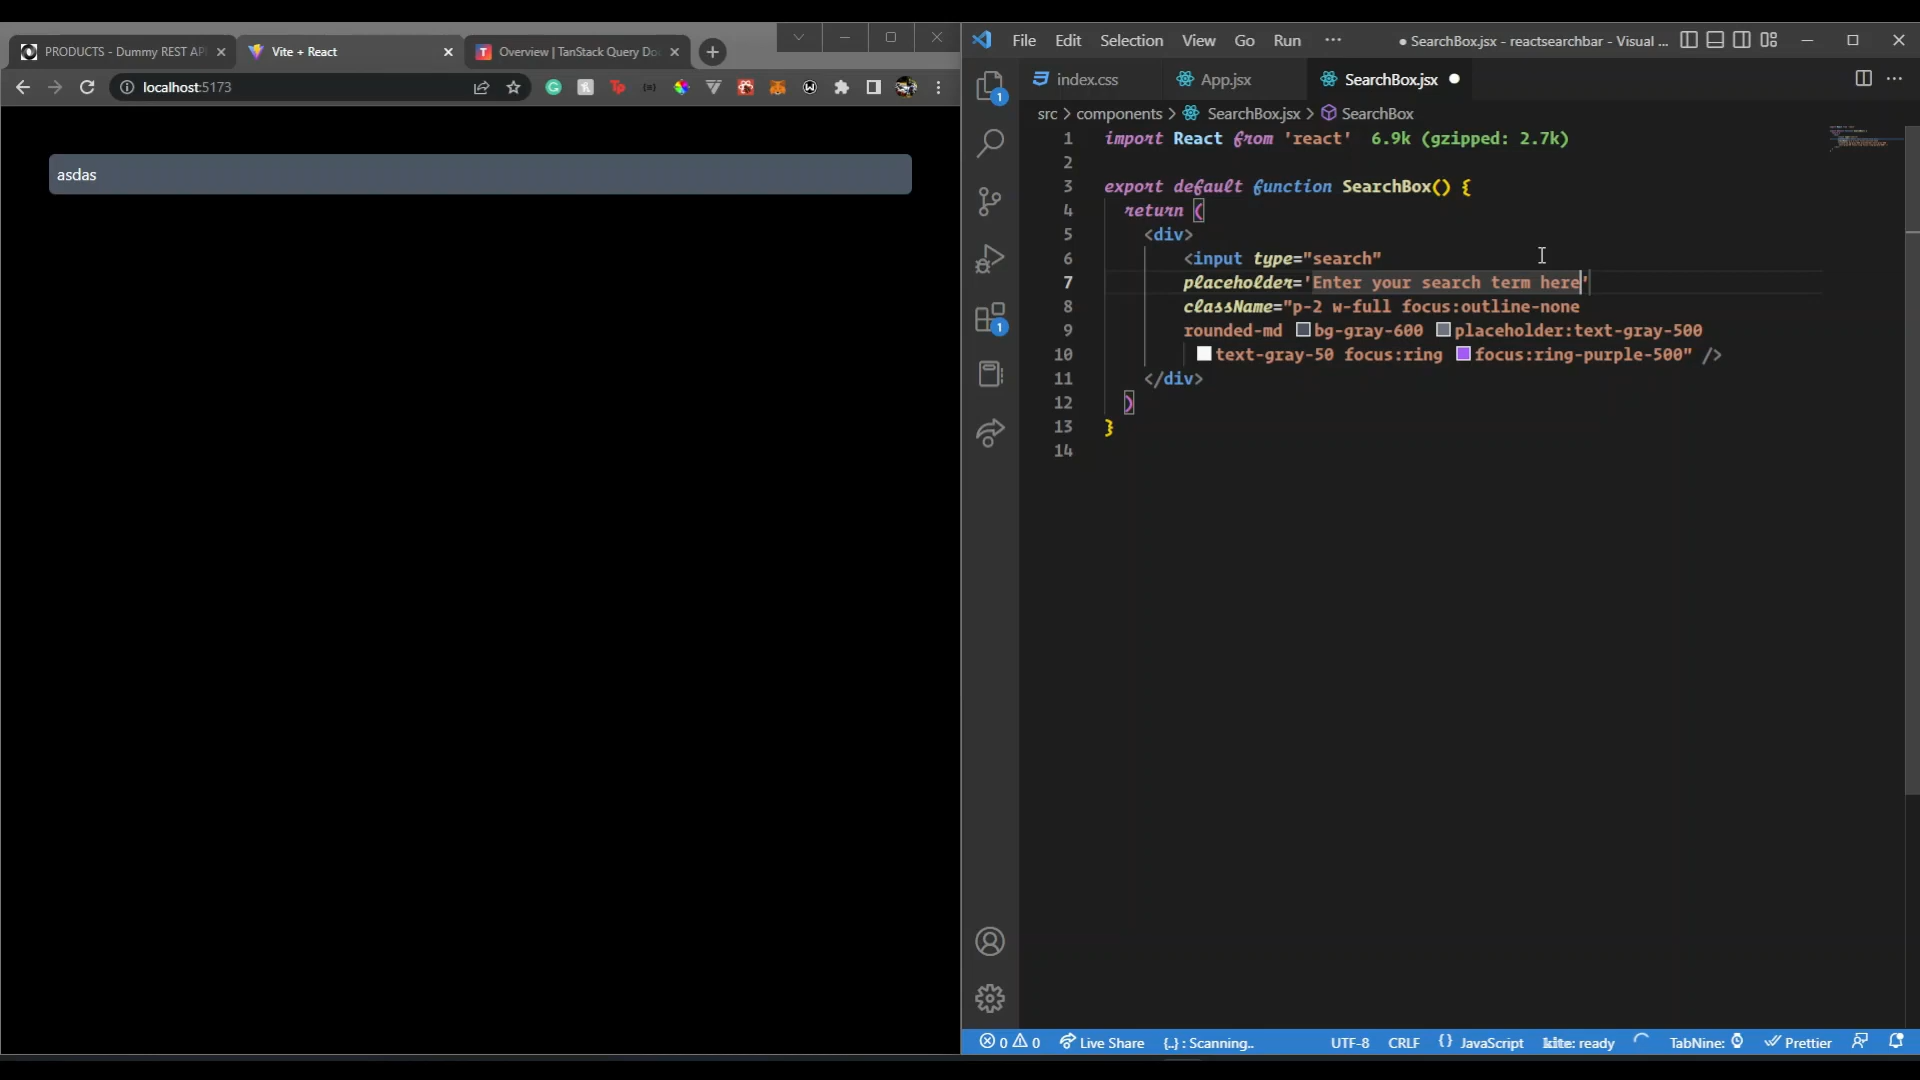 PRODUCTS - Dummy REST API
Vite + React
Overview | TanStack Query Do
localhost:5173
asdas
File Edit Selection View Go Run ···
● SearchBox.jsx - reactsearchbar - Visual ...
index.css
App.jsx
SearchBox.jsx
src > components > SearchBox.jsx > SearchBox
1 import React from 'react' 6.9k (gzipped: 2.7k)
2
3 export default function SearchBox() {
4 return (
5 <div>
6 <input type="search"
7 placeholder='Enter your search term here'
8 className="p-2 w-full focus:outline-none
9 rounded-md bg-gray-600 placeholder:text-gray-500
10 text-gray-50 focus:ring focus:ring-purple-500" />
11 </div>
12 )
13 }
14
1
1
0 0 Live Share {..} : Scanning.. UTF-8 CRLF {} JavaScript kite: ready TabNine: Prettier